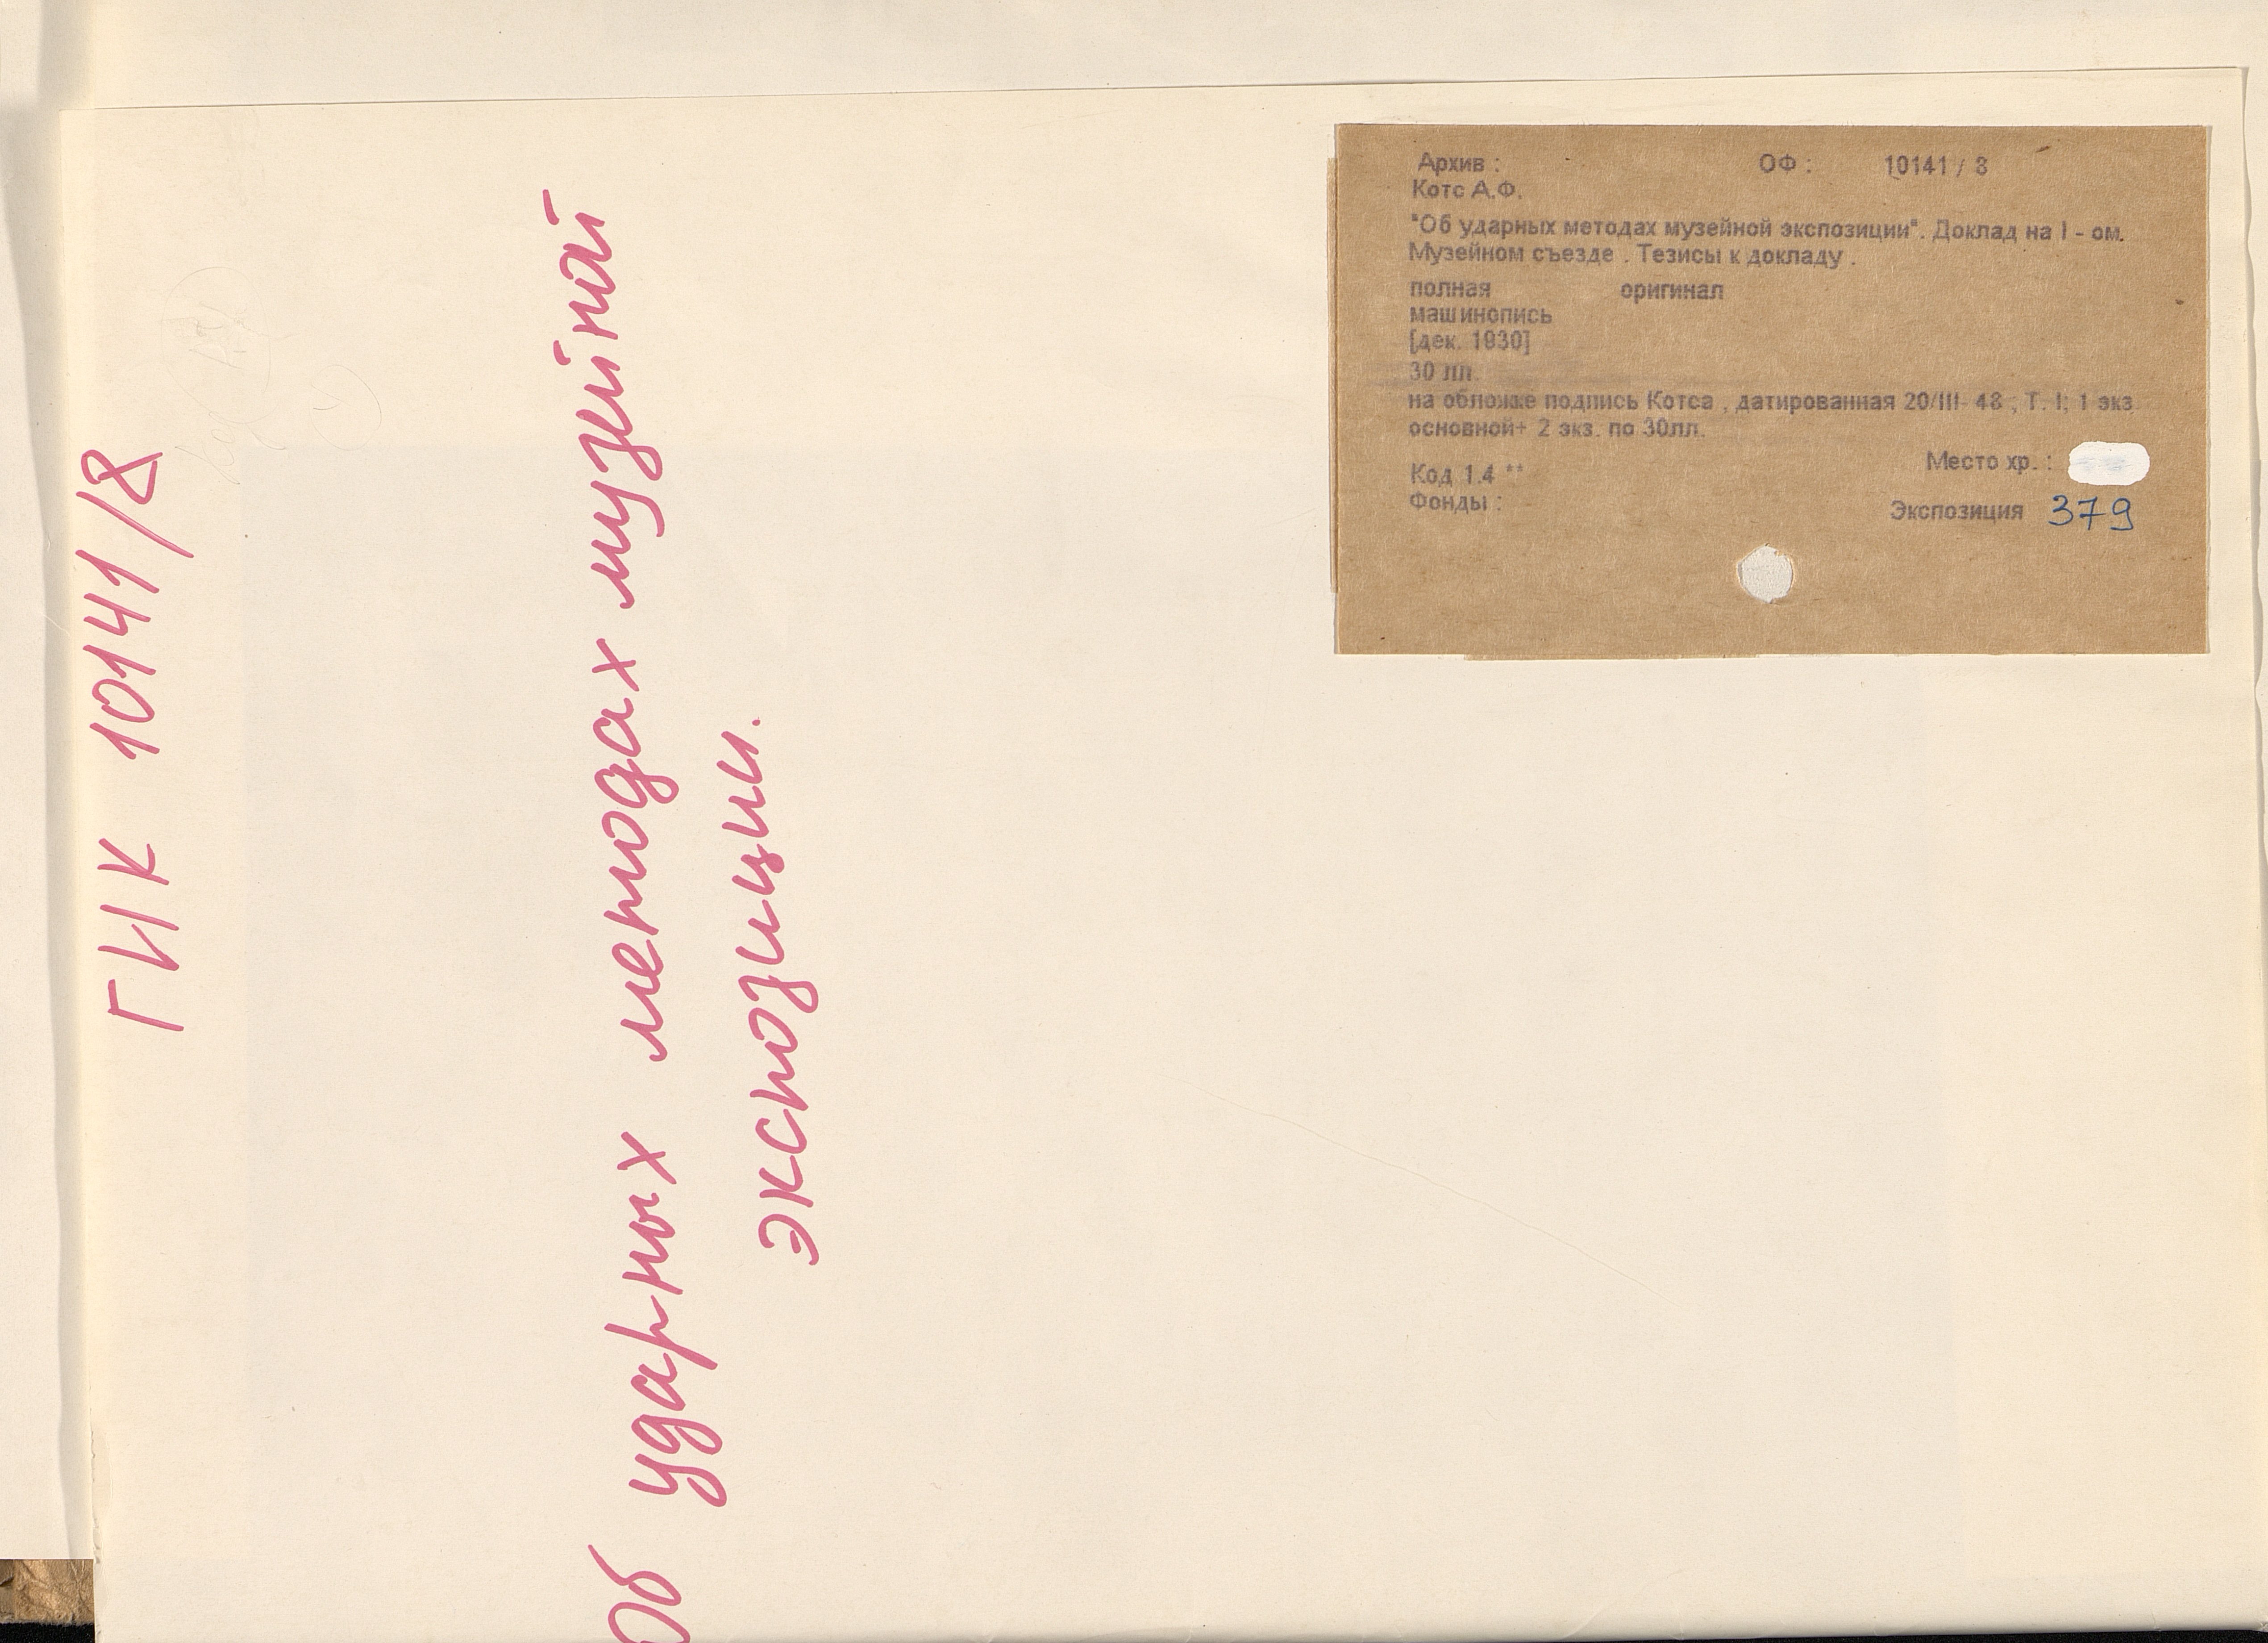 ГИК 10141/8
Об ударных методах музейной
экспозиции.
Архив : ОФ : 10141 / 8
Котс А.Ф.
"Об ударных методах музейной экспозиции". Доклад на I - ом.
Музейном съезде . Тезисы к докладу .
полная оригинал
машинопись
[дек. 1930]
30 лл.
на обложке подпись Котса , датированная 20/III- 48 ; Т. I; 1 экз.
основной+ 2 экз. по 30лл.
Место хр. :
Код 1.4 **
Фонды :
Экспозиция 379